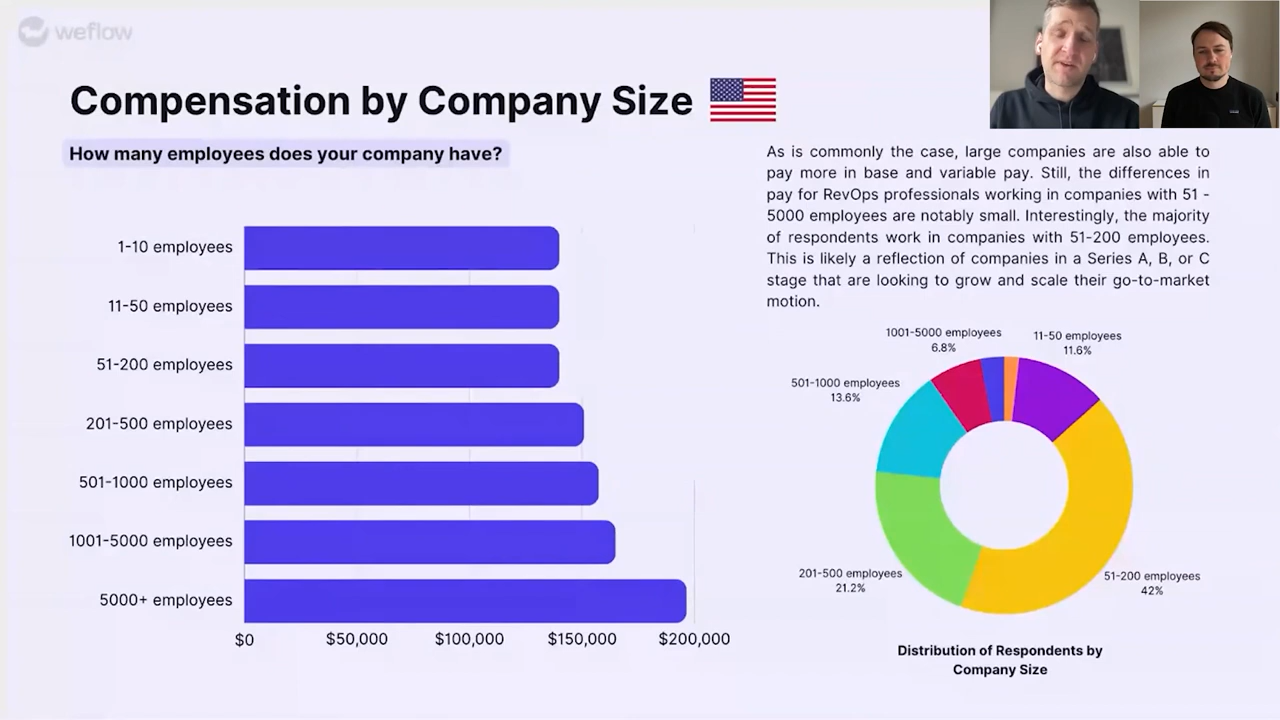 weflow
Compensation by Company Size
How many employees does your company have?
As is commonly the case, large companies are also able to
pay more in base and variable pay. Still, the differences in
pay for RevOps professionals working in companies with 51 -
5000 employees are notably small. Interestingly, the majority
of respondents work in companies with 51-200 employees.
This is likely a reflection of companies in a Series A, B, or C
stage that are looking to grow and scale their go-to-market
motion.
1-10 employees
11-50 employees
51-200 employees
201-500 employees
501-1000 employees
1001-5000 employees
5000+ employees
$0
$50,000
$100,000
$150,000
$200,000
1001-5000 employees
6.8%
11-50 employees
11.6%
501-1000 employees
13.6%
201-500 employees
21.2%
51-200 employees
42%
Distribution of Respondents by
Company Size